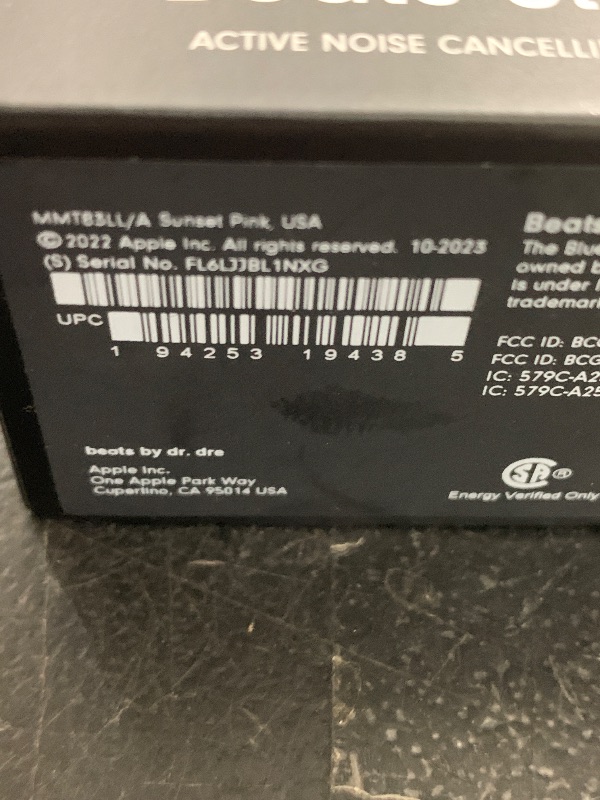 ACTIVE NOISE CANCELLI
MMT83LL/A Sunset Pink, USA
© 2022 Apple Inc. All rights reserved. 10-2023
(S) Serial No. FL6LJJBL1NXG
UPC
1 94253 19438 5
beats by dr. dre
Apple Inc.
One Apple Park Way
Cupertino, CA 95014 USA
Beats
The Blue
owned b
is under l
trademar
FCC ID: BCG
FCC ID: BCG
IC: 579C-A2
IC: 579C-A25
SA®
Energy Verified Only